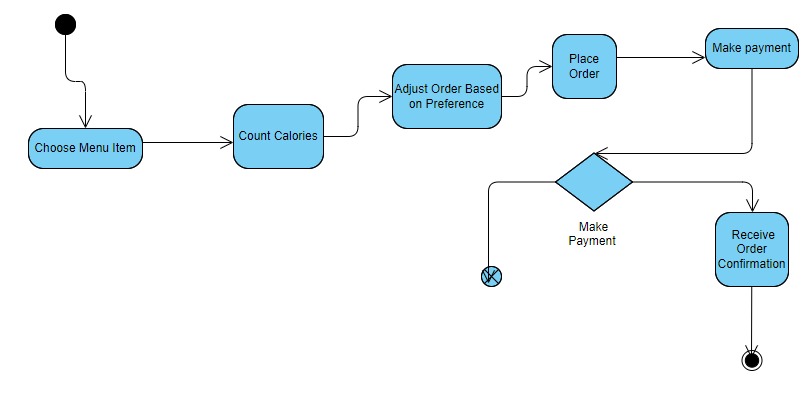 Choose Menu Item
Count Calories
Adjust Order Based
on Preference
Place
Order
Make payment
Make
Payment
Receive
Order
Confirmation